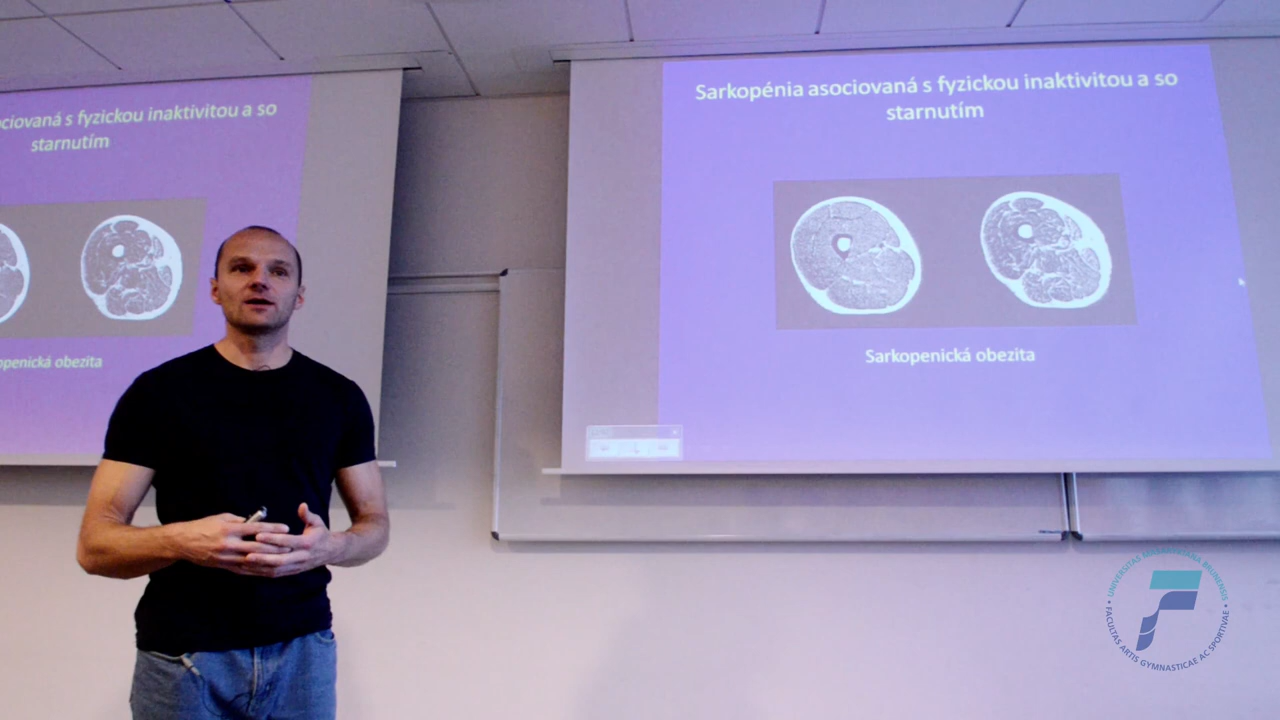 ociovaná s fyzickou inaktivitou a so
starnutím
openická obezita
Sarkopénia asociovaná s fyzickou inaktivitou a so
starnutím
Sarkopenická obezita
UNIVERSITAS MASARYKIANA BRUNENSIS
FACULTAS ARTIS GYMNASTICAE AC SPORTIVAE